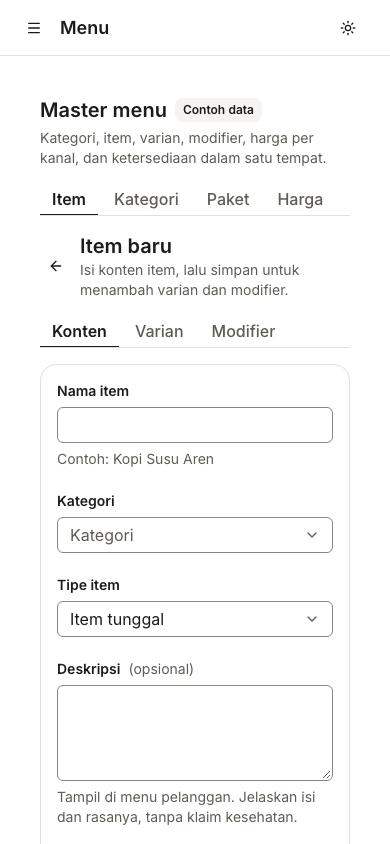 Menu
Master menu
Contoh data
Kategori, item, varian, modifier, harga per
kanal, dan ketersediaan dalam satu tempat.
Item Kategori Paket Harga
Item baru
Isi konten item, lalu simpan untuk
menambah varian dan modifier.
Konten Varian Modifier
Nama item
Contoh: Kopi Susu Aren
Kategori
Kategori
Tipe item
Item tunggal
Deskripsi (opsional)
Tampil di menu pelanggan. Jelaskan isi
dan rasanya, tanpa klaim kesehatan.